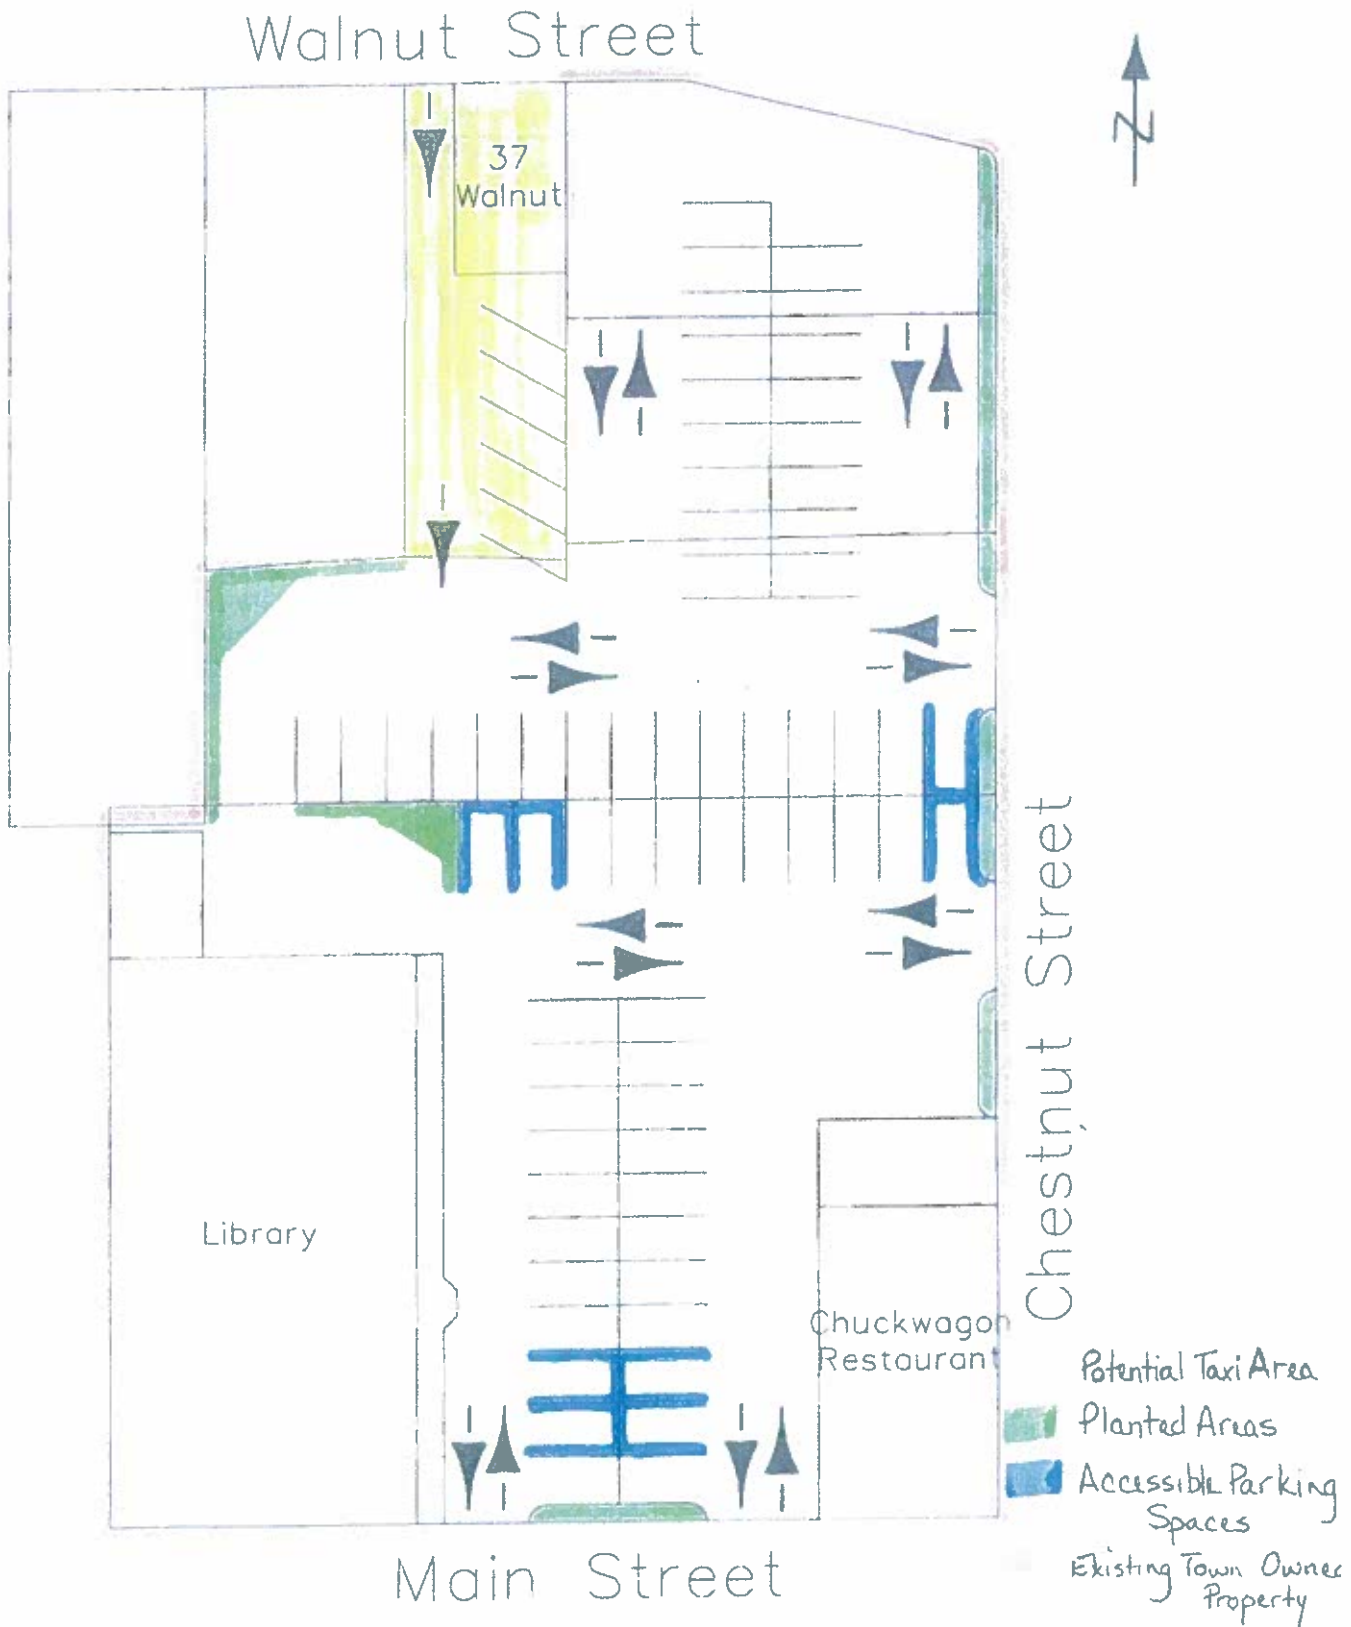 Walnut Street
N
37
Walnut
Chestnut Street
Library
Chuckwagon
Restaurant
Potential Taxi Area
Planted Areas
Accessible Parking
Spaces
Existing Town Owned
Property
Main Street